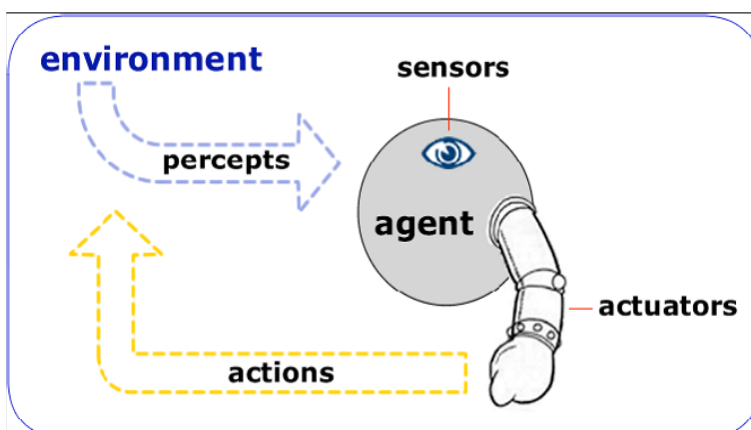 environment
sensors
percepts
agent
actuators
actions